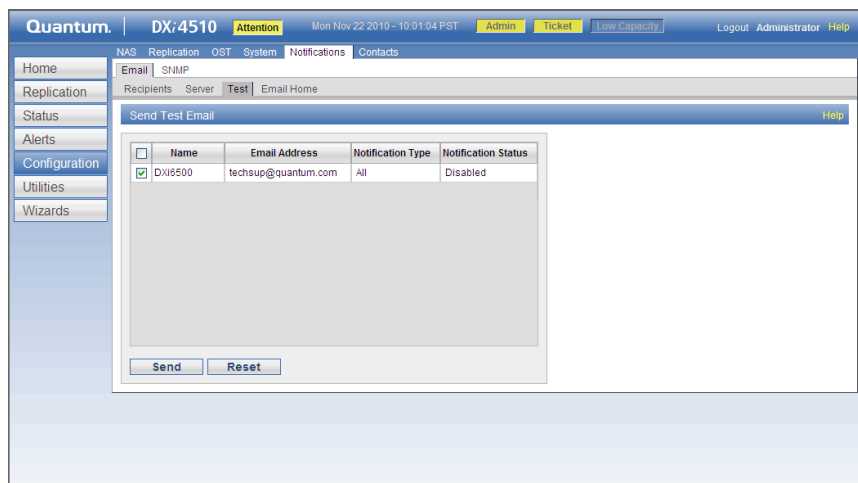 Quantum. DXi4510 Attention Mon Nov 22 2010 - 10:01:04 PST Admin Ticket Low Capacity Logout Administrator Help
NAS Replication OST System Notifications Contacts
Home
Replication
Status
Alerts
Configuration
Utilities
Wizards
Email SNMP
Recipients Server Test Email Home
Send Test Email Help
Name Email Address Notification Type Notification Status
DXi6500 techsup@quantum.com All Disabled
Send Reset